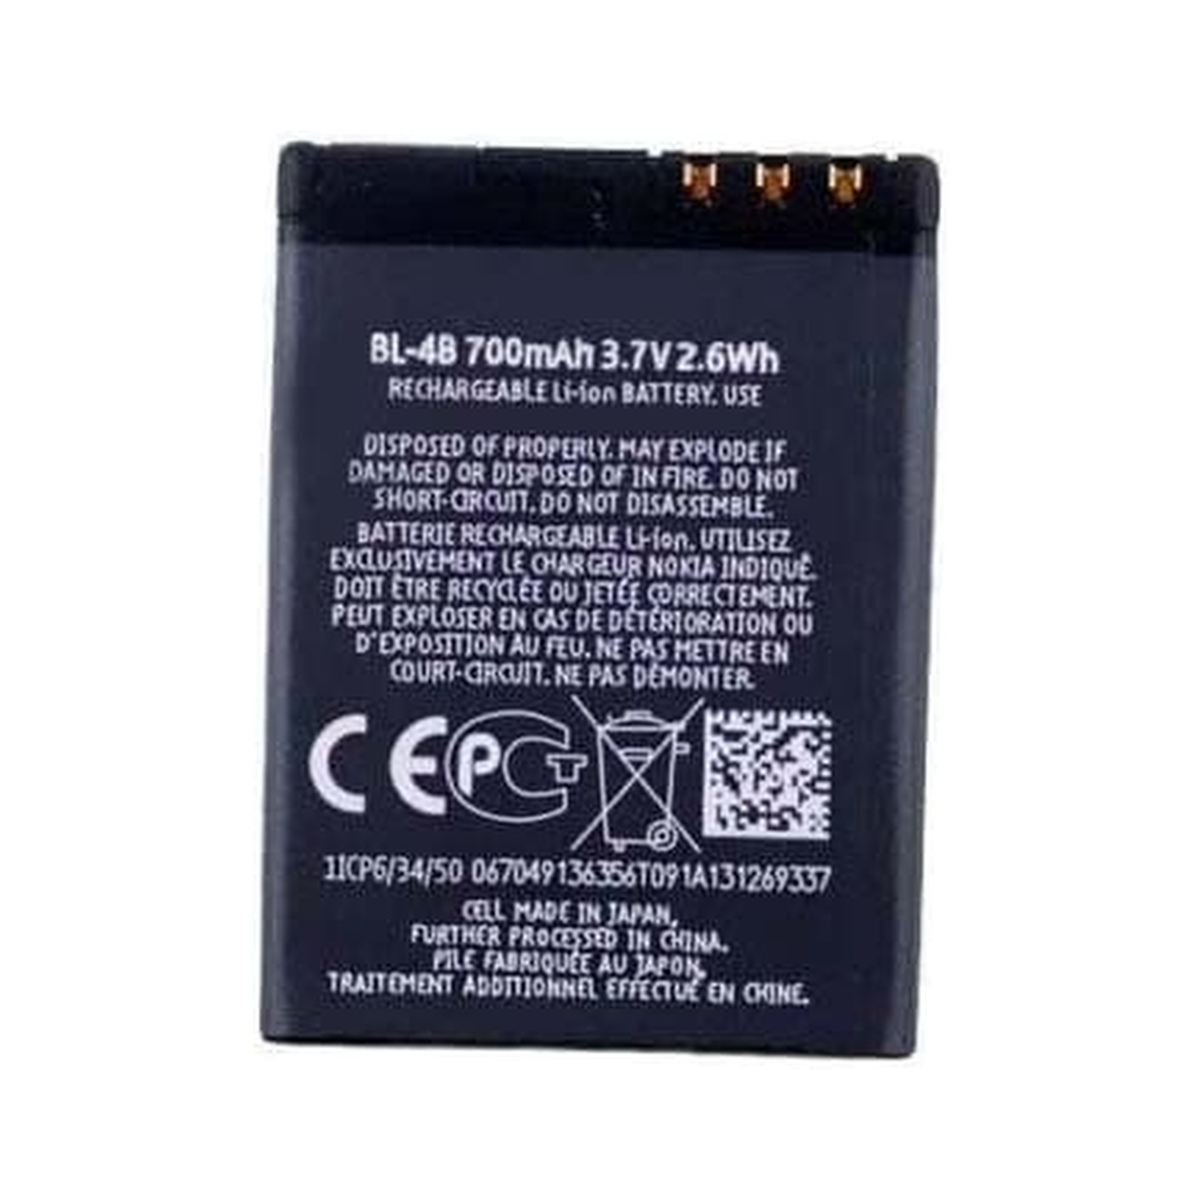 BL-4B 700mAh 3.7V 2.6Wh
RECHARGEABLE Li-ion BATTERY. USE
DISPOSED OF PROPERLY. MAY EXPLODE IF
DAMAGED OR DISPOSED OF IN FIRE. DO NOT
SHORT-CIRCUIT. DO NOT DISASSEMBLE.
BATTERIE RECHARGEABLE Li-ion. UTILISEZ
EXCLUSIVEMENT LE CHARGEUR NOKIA INDIQUÉ.
DOIT ÊTRE RECYCLÉE OU JETÉE CORRECTEMENT.
PEUT EXPLOSER EN CAS DE DÉTÉRIORATION OU
D'EXPOSITION AU FEU. NE PAS METTRE EN
COURT-CIRCUIT. NE PAS DÉMONTER.
CE PCT
1ICP6/34/50 067049136356T091A131269337
CELL MADE IN JAPAN,
FURTHER PROCESSED IN CHINA.
PILE FABRIQUÉE AU JAPON,
TRAITEMENT ADDITIONNEL EFFECTUÉ EN CHINE.